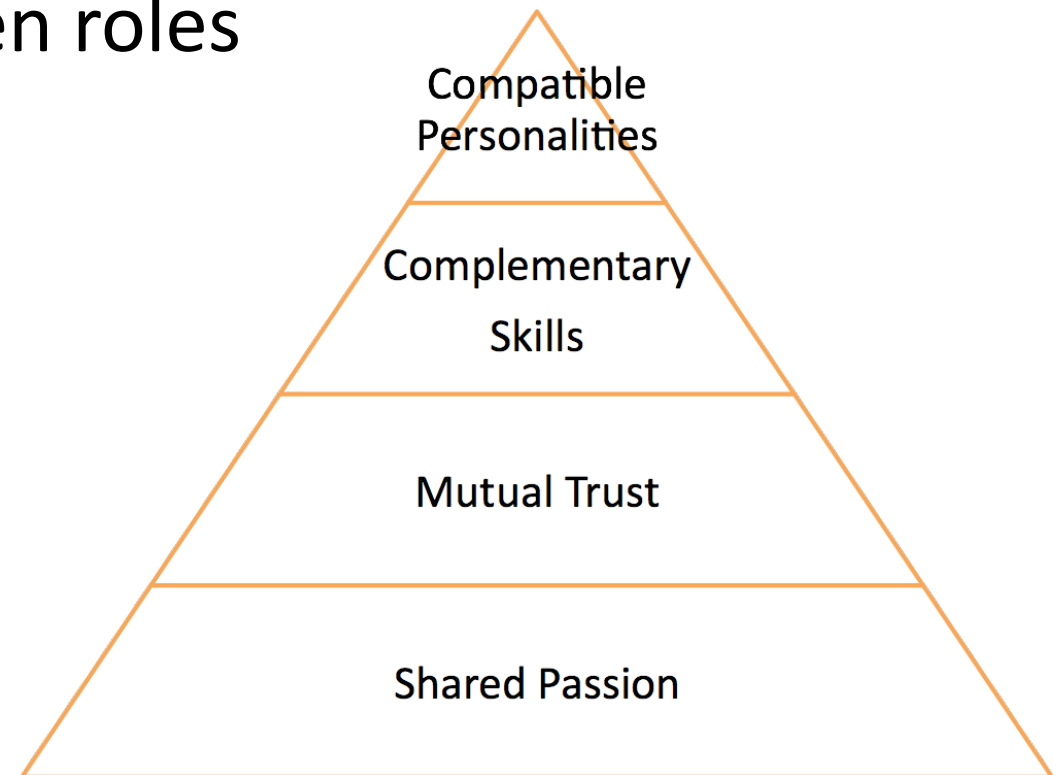 en roles
Compatible
Personalities
Complementary
Skills
Mutual Trust
Shared Passion